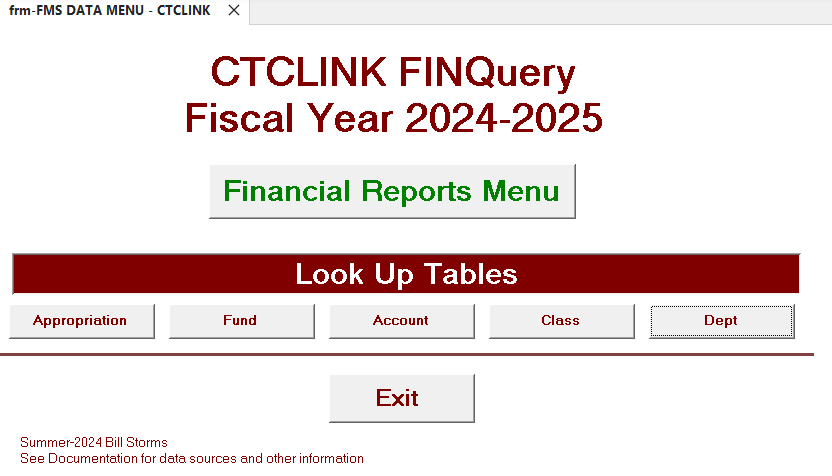 frm-FMS DATA MENU - CTCLINK
CTCLINK FINQuery
Fiscal Year 2024-2025
Financial Reports Menu
Look Up Tables
Appropriation Fund Account Class Dept
Exit
Summer-2024 Bill Storms
See Documentation for data sources and other information